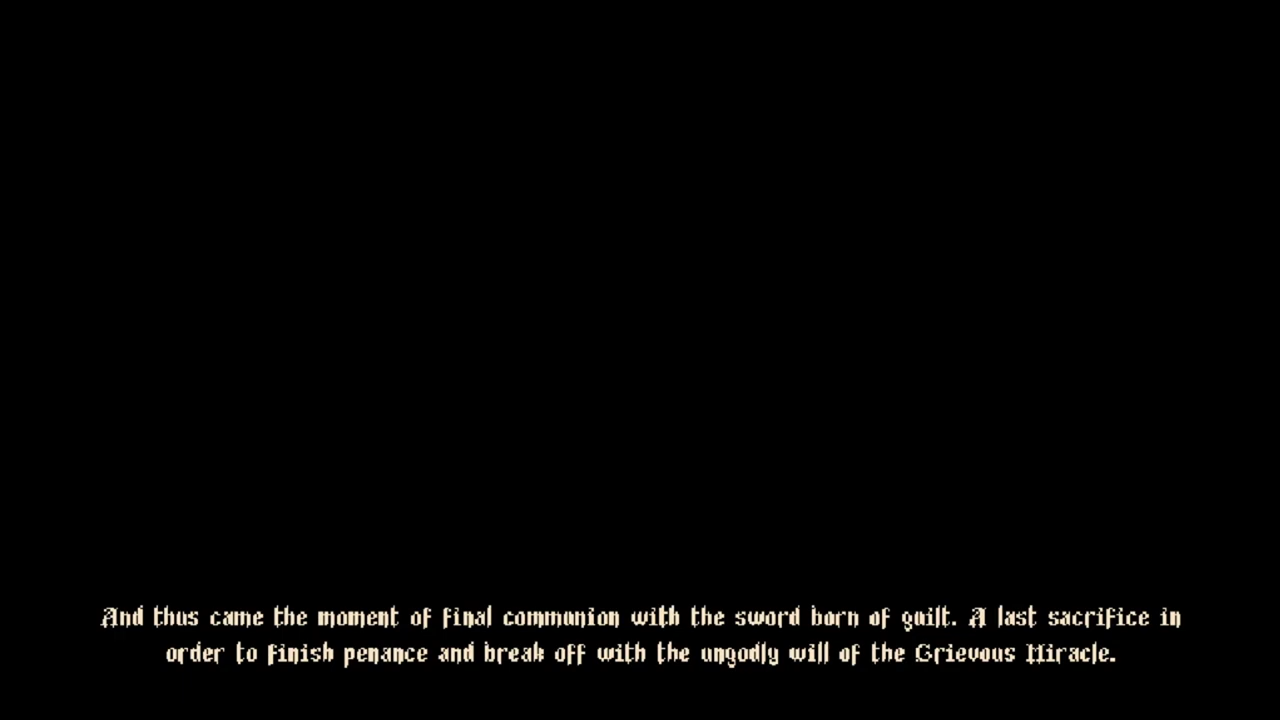 And thus came the moment of final communion with the sword born of guilt. A last sacrifice in
order to finish penance and break off with the ungodly will of the Grievous Miracle.